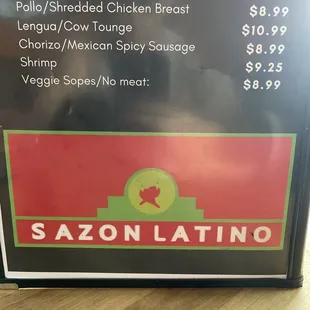 Pollo/Shredded Chicken Breast $8.99
Lengua/Cow Tounge $10.99
Chorizo/Mexican Spicy Sausage $8.99
Shrimp $9.25
Veggie Sopes/No meat: $8.99
SAZON LATINO